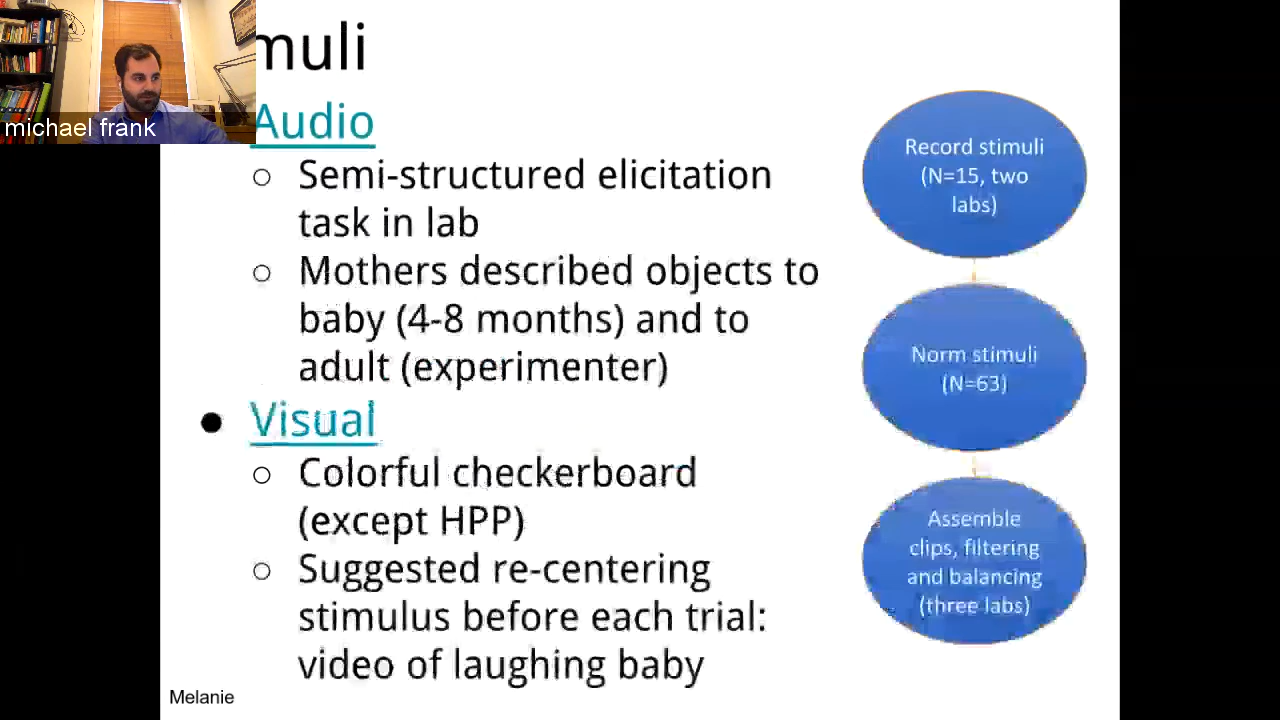 muli
Audio
michael frank
○ Semi-structured elicitation
task in lab
○ Mothers described objects to
baby (4-8 months) and to
adult (experimenter)
● Visual
○ Colorful checkerboard
(except HPP)
○ Suggested re-centering
stimulus before each trial:
video of laughing baby
Record stimuli
(N=15, two
labs)
Norm stimuli
(N=63)
Assemble
clips, filtering
and balancing
(three labs)
Melanie